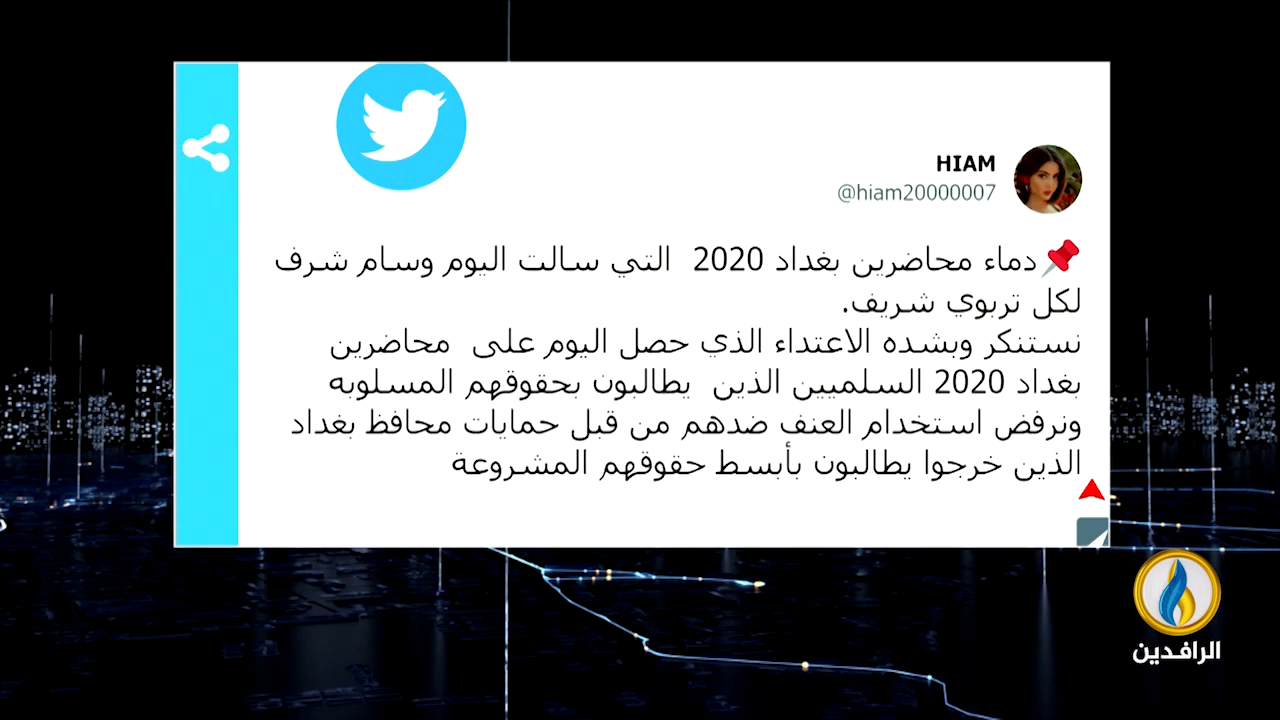 HIAM
@hiam20000007
📌دماء محاضرين بغداد 2020 التي سالت اليوم وسام شرف
لكل تربوي شريف.
نستنكر وبشده الاعتداء الذي حصل اليوم على محاضرين
بغداد 2020 السلميين الذين يطالبون بحقوقهم المسلوبه
ونرفض استخدام العنف ضدهم من قبل حمايات محافظ بغداد
الذين خرجوا يطالبون بأبسط حقوقهم المشروعة
الرافدين